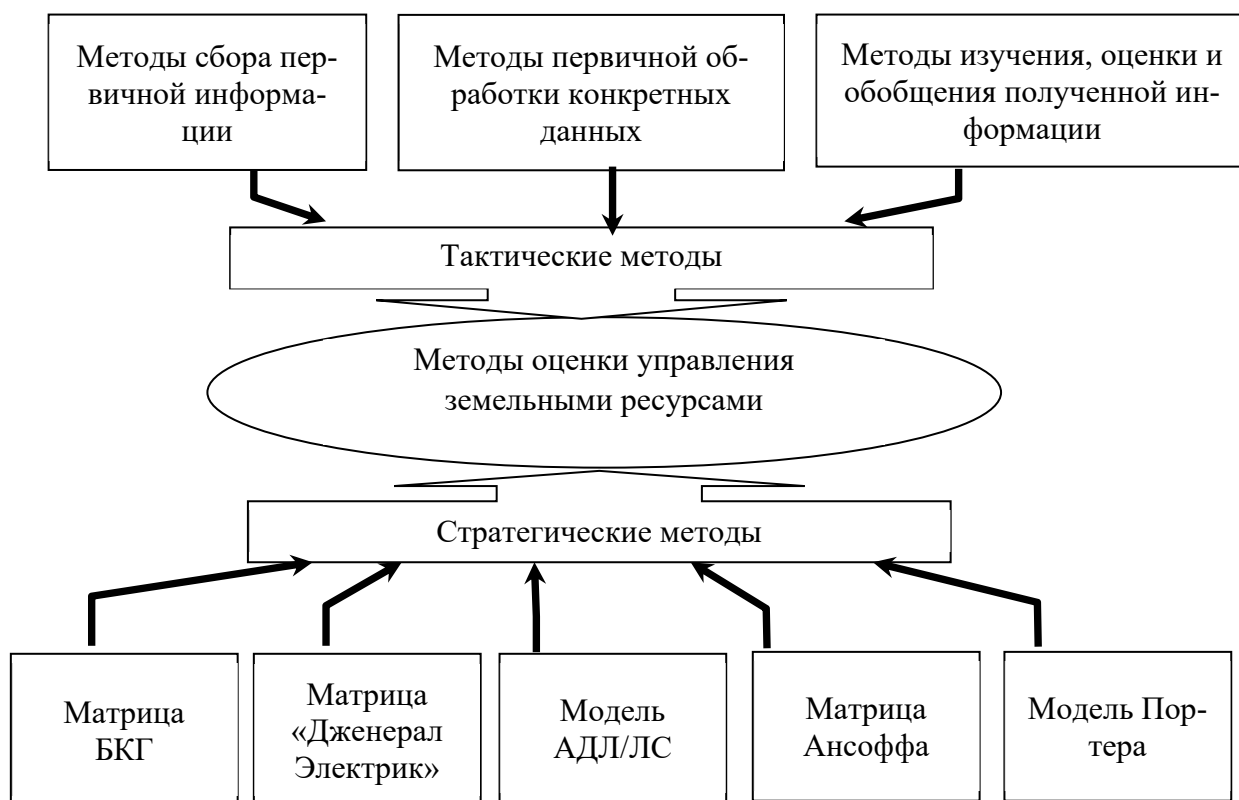 Методы сбора пер-
вичной информа-
ции
Методы первичной об-
работки конкретных
данных
Методы изучения, оценки и
обобщения полученной ин-
формации
Тактические методы
Методы оценки управления
земельными ресурсами
Стратегические методы
Матрица
БКГ
Матрица
«Дженерал
Электрик»
Модель
АДЛ/ЛС
Матрица
Ансоффа
Модель Пор-
тера